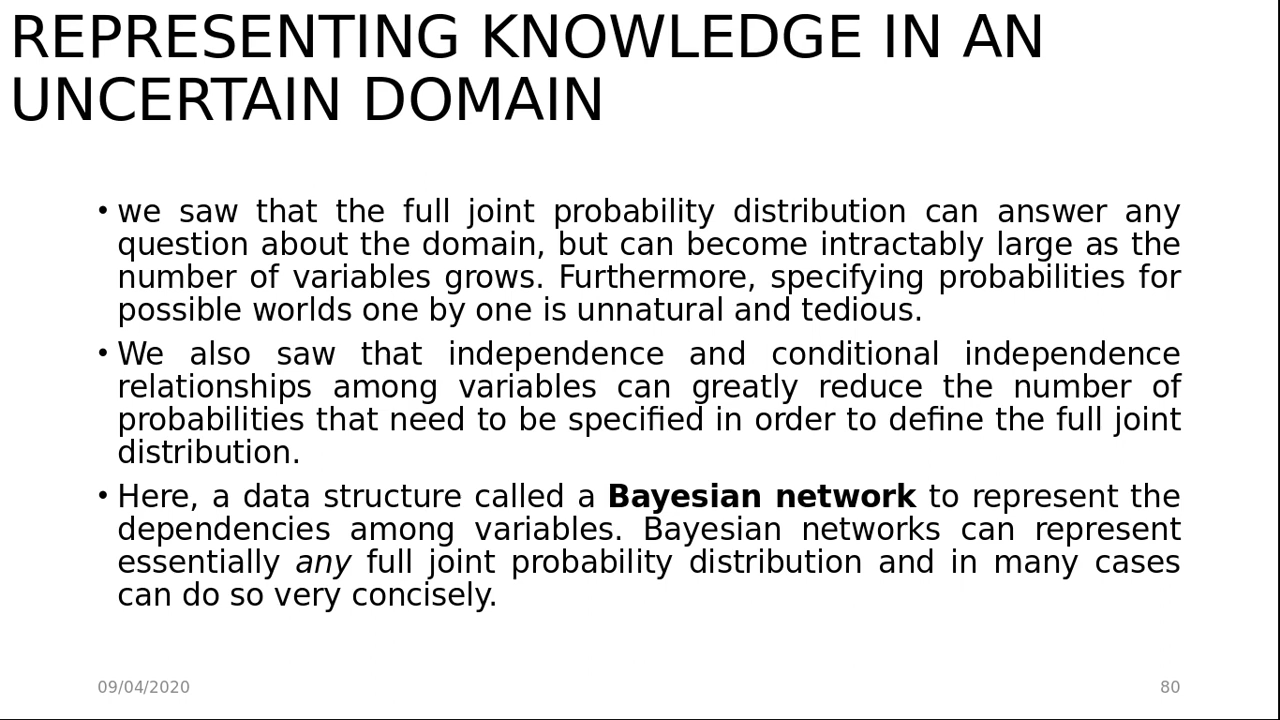 REPRESENTING KNOWLEDGE IN AN
UNCERTAIN DOMAIN
• we saw that the full joint probability distribution can answer any
question about the domain, but can become intractably large as the
number of variables grows. Furthermore, specifying probabilities for
possible worlds one by one is unnatural and tedious.
• We also saw that independence and conditional independence
relationships among variables can greatly reduce the number of
probabilities that need to be specified in order to define the full joint
distribution.
• Here, a data structure called a Bayesian network to represent the
dependencies among variables. Bayesian networks can represent
essentially any full joint probability distribution and in many cases
can do so very concisely.
09/04/2020
80